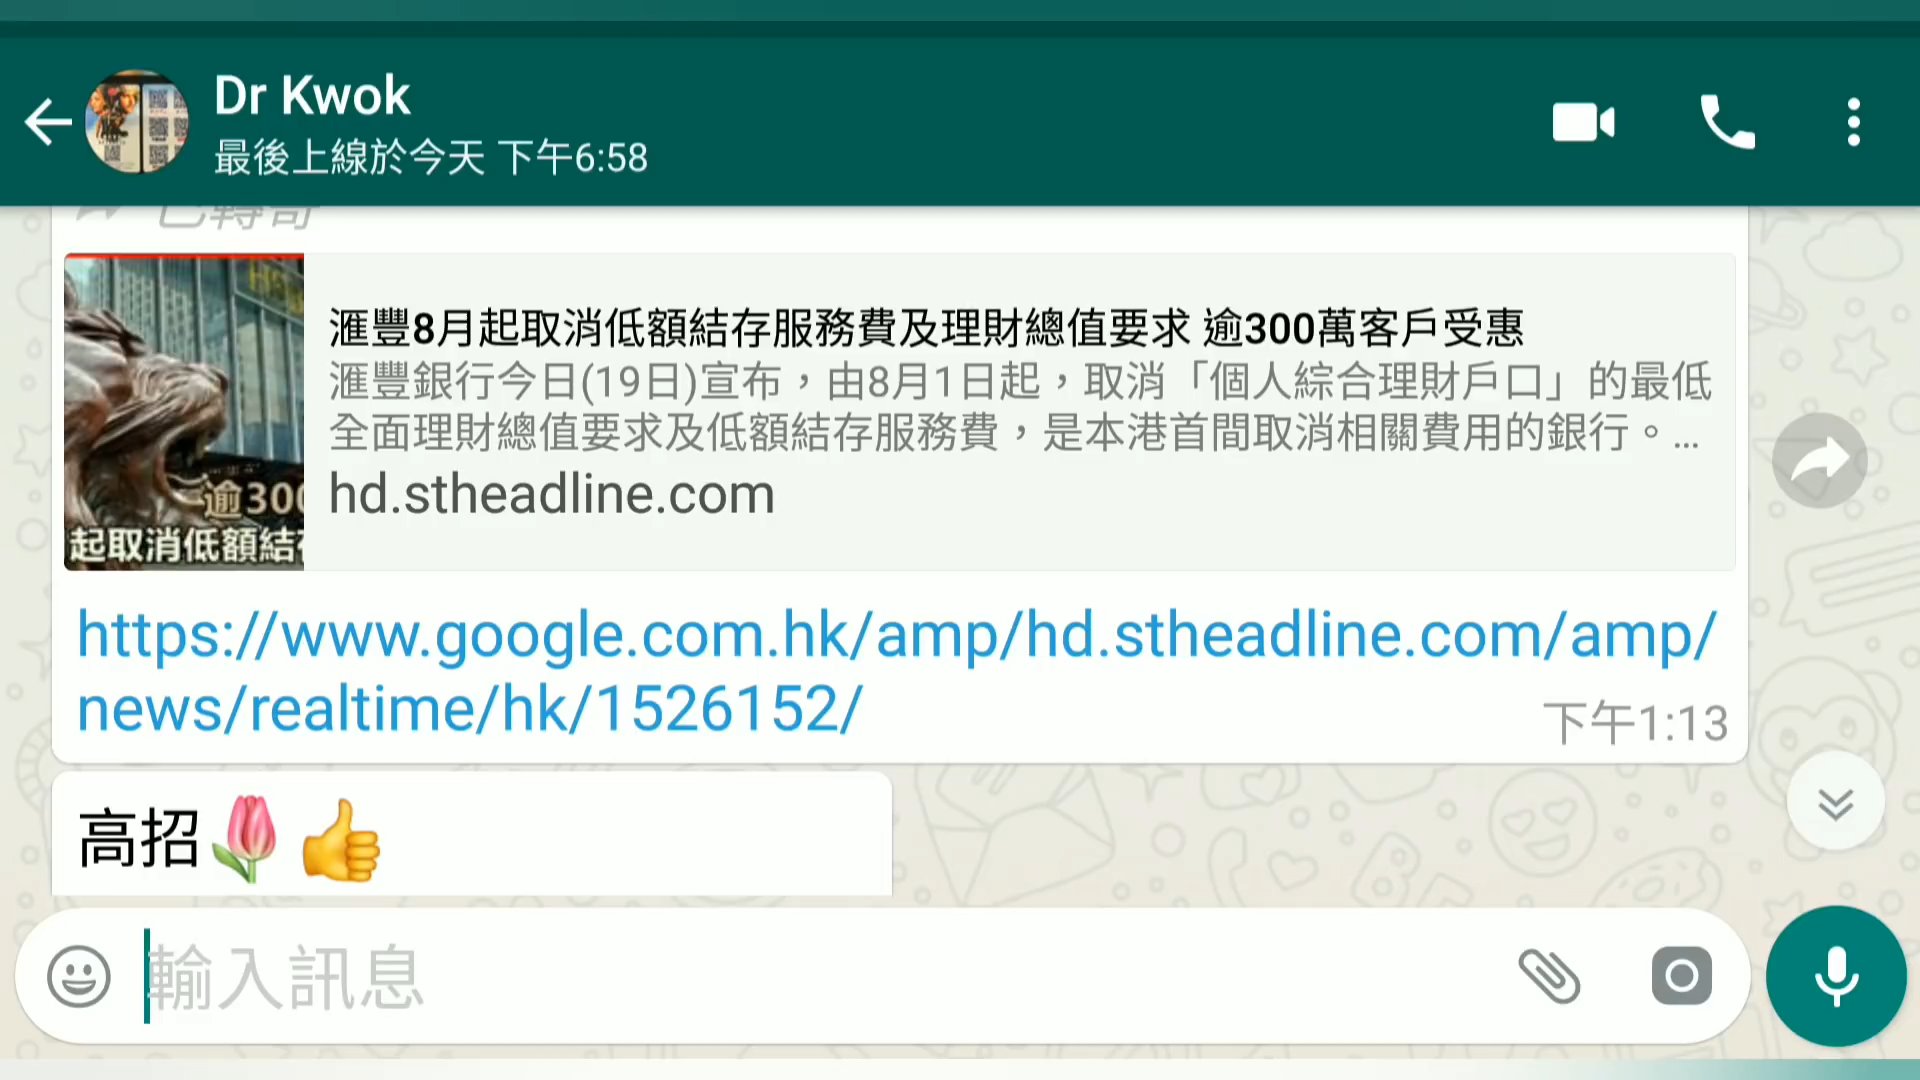 Dr Kwok
最後上線於今天 下午6:58
已轉寄
滙豐8月起取消低額結存服務費及理財總值要求 逾300萬客戶受惠
滙豐銀行今日(19日)宣布，由8月1日起，取消「個人綜合理財戶口」的最低
全面理財總值要求及低額結存服務費，是本港首間取消相關費用的銀行。...
hd.stheadline.com
逾300
起取消低額結存
https://www.google.com.hk/amp/hd.stheadline.com/amp/
news/realtime/hk/1526152/
下午1:13
高招🌷👍
輸入訊息